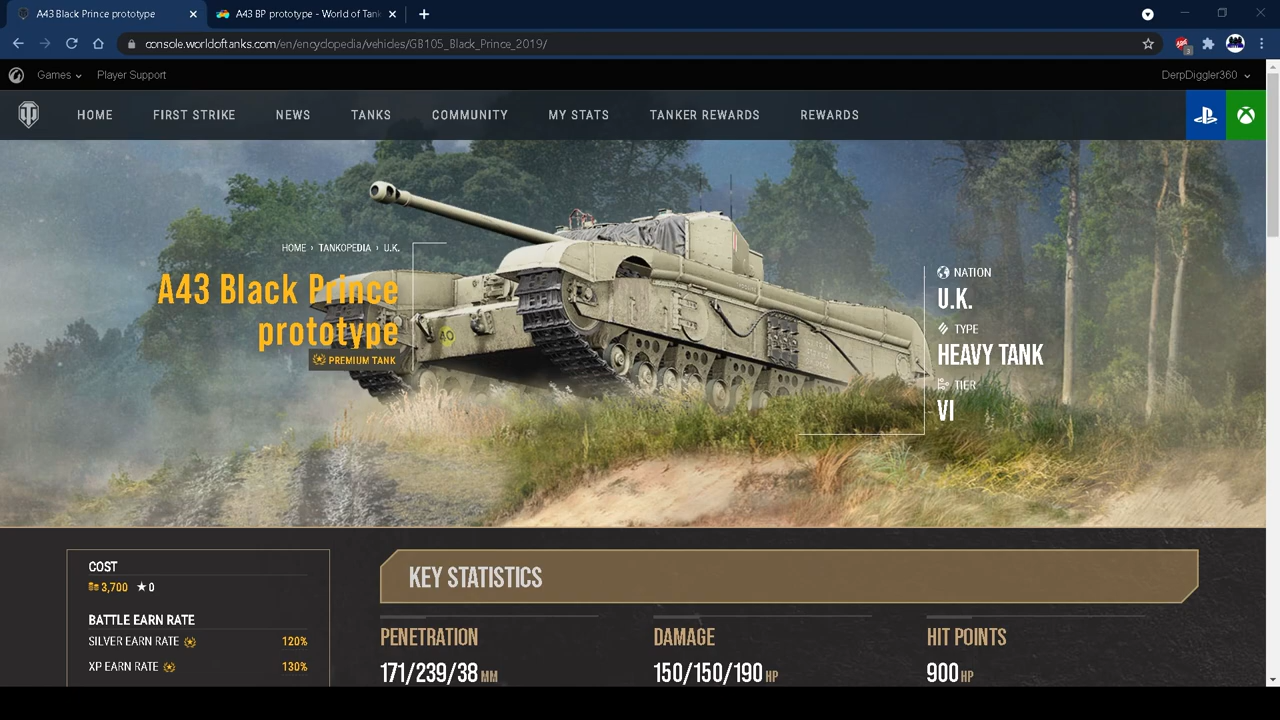 A43 Black Prince prototype
A43 BP prototype - World of Tank
console.worldoftanks.com/en/encyclopedia/vehicles/GB105_Black_Prince_2019/
3
Games
Player Support
DerpDiggler360
HOME
FIRST STRIKE
NEWS
TANKS
COMMUNITY
MY STATS
TANKER REWARDS
REWARDS
HOME › TANKOPEDIA › U.K.
A43 Black Prince
prototype
PREMIUM TANK
AO
NATION
U.K.
TYPE
HEAVY TANK
TIER
VI
COST
3,700 ★0
BATTLE EARN RATE
SILVER EARN RATE 120%
XP EARN RATE 130%
KEY STATISTICS
PENETRATION
171/239/38 MM
DAMAGE
150/150/190 HP
HIT POINTS
900 HP